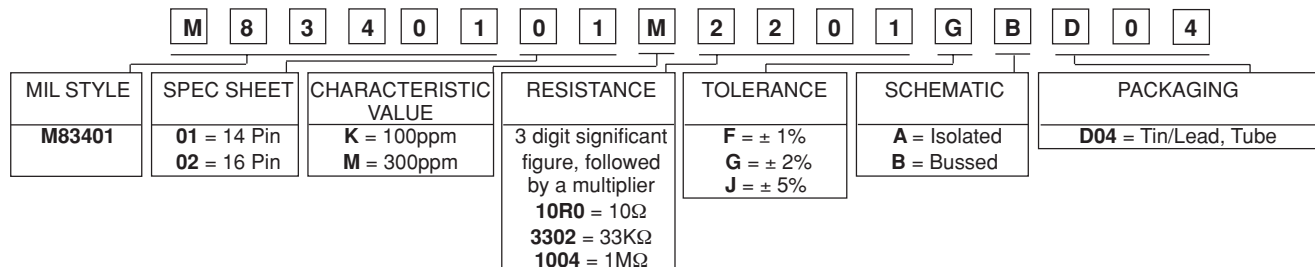 M 8 3 4 0 1 0 1 M 2 2 0 1 G B D 0 4
MIL STYLE
M83401
SPEC SHEET
01 = 14 Pin
02 = 16 Pin
CHARACTERISTIC
VALUE
K = 100ppm
M = 300ppm
RESISTANCE
3 digit significant
figure, followed
by a multiplier
10R0 = 10Ω
3302 = 33KΩ
1004 = 1MΩ
TOLERANCE
F = ± 1%
G = ± 2%
J = ± 5%
SCHEMATIC
A = Isolated
B = Bussed
PACKAGING
D04 = Tin/Lead, Tube